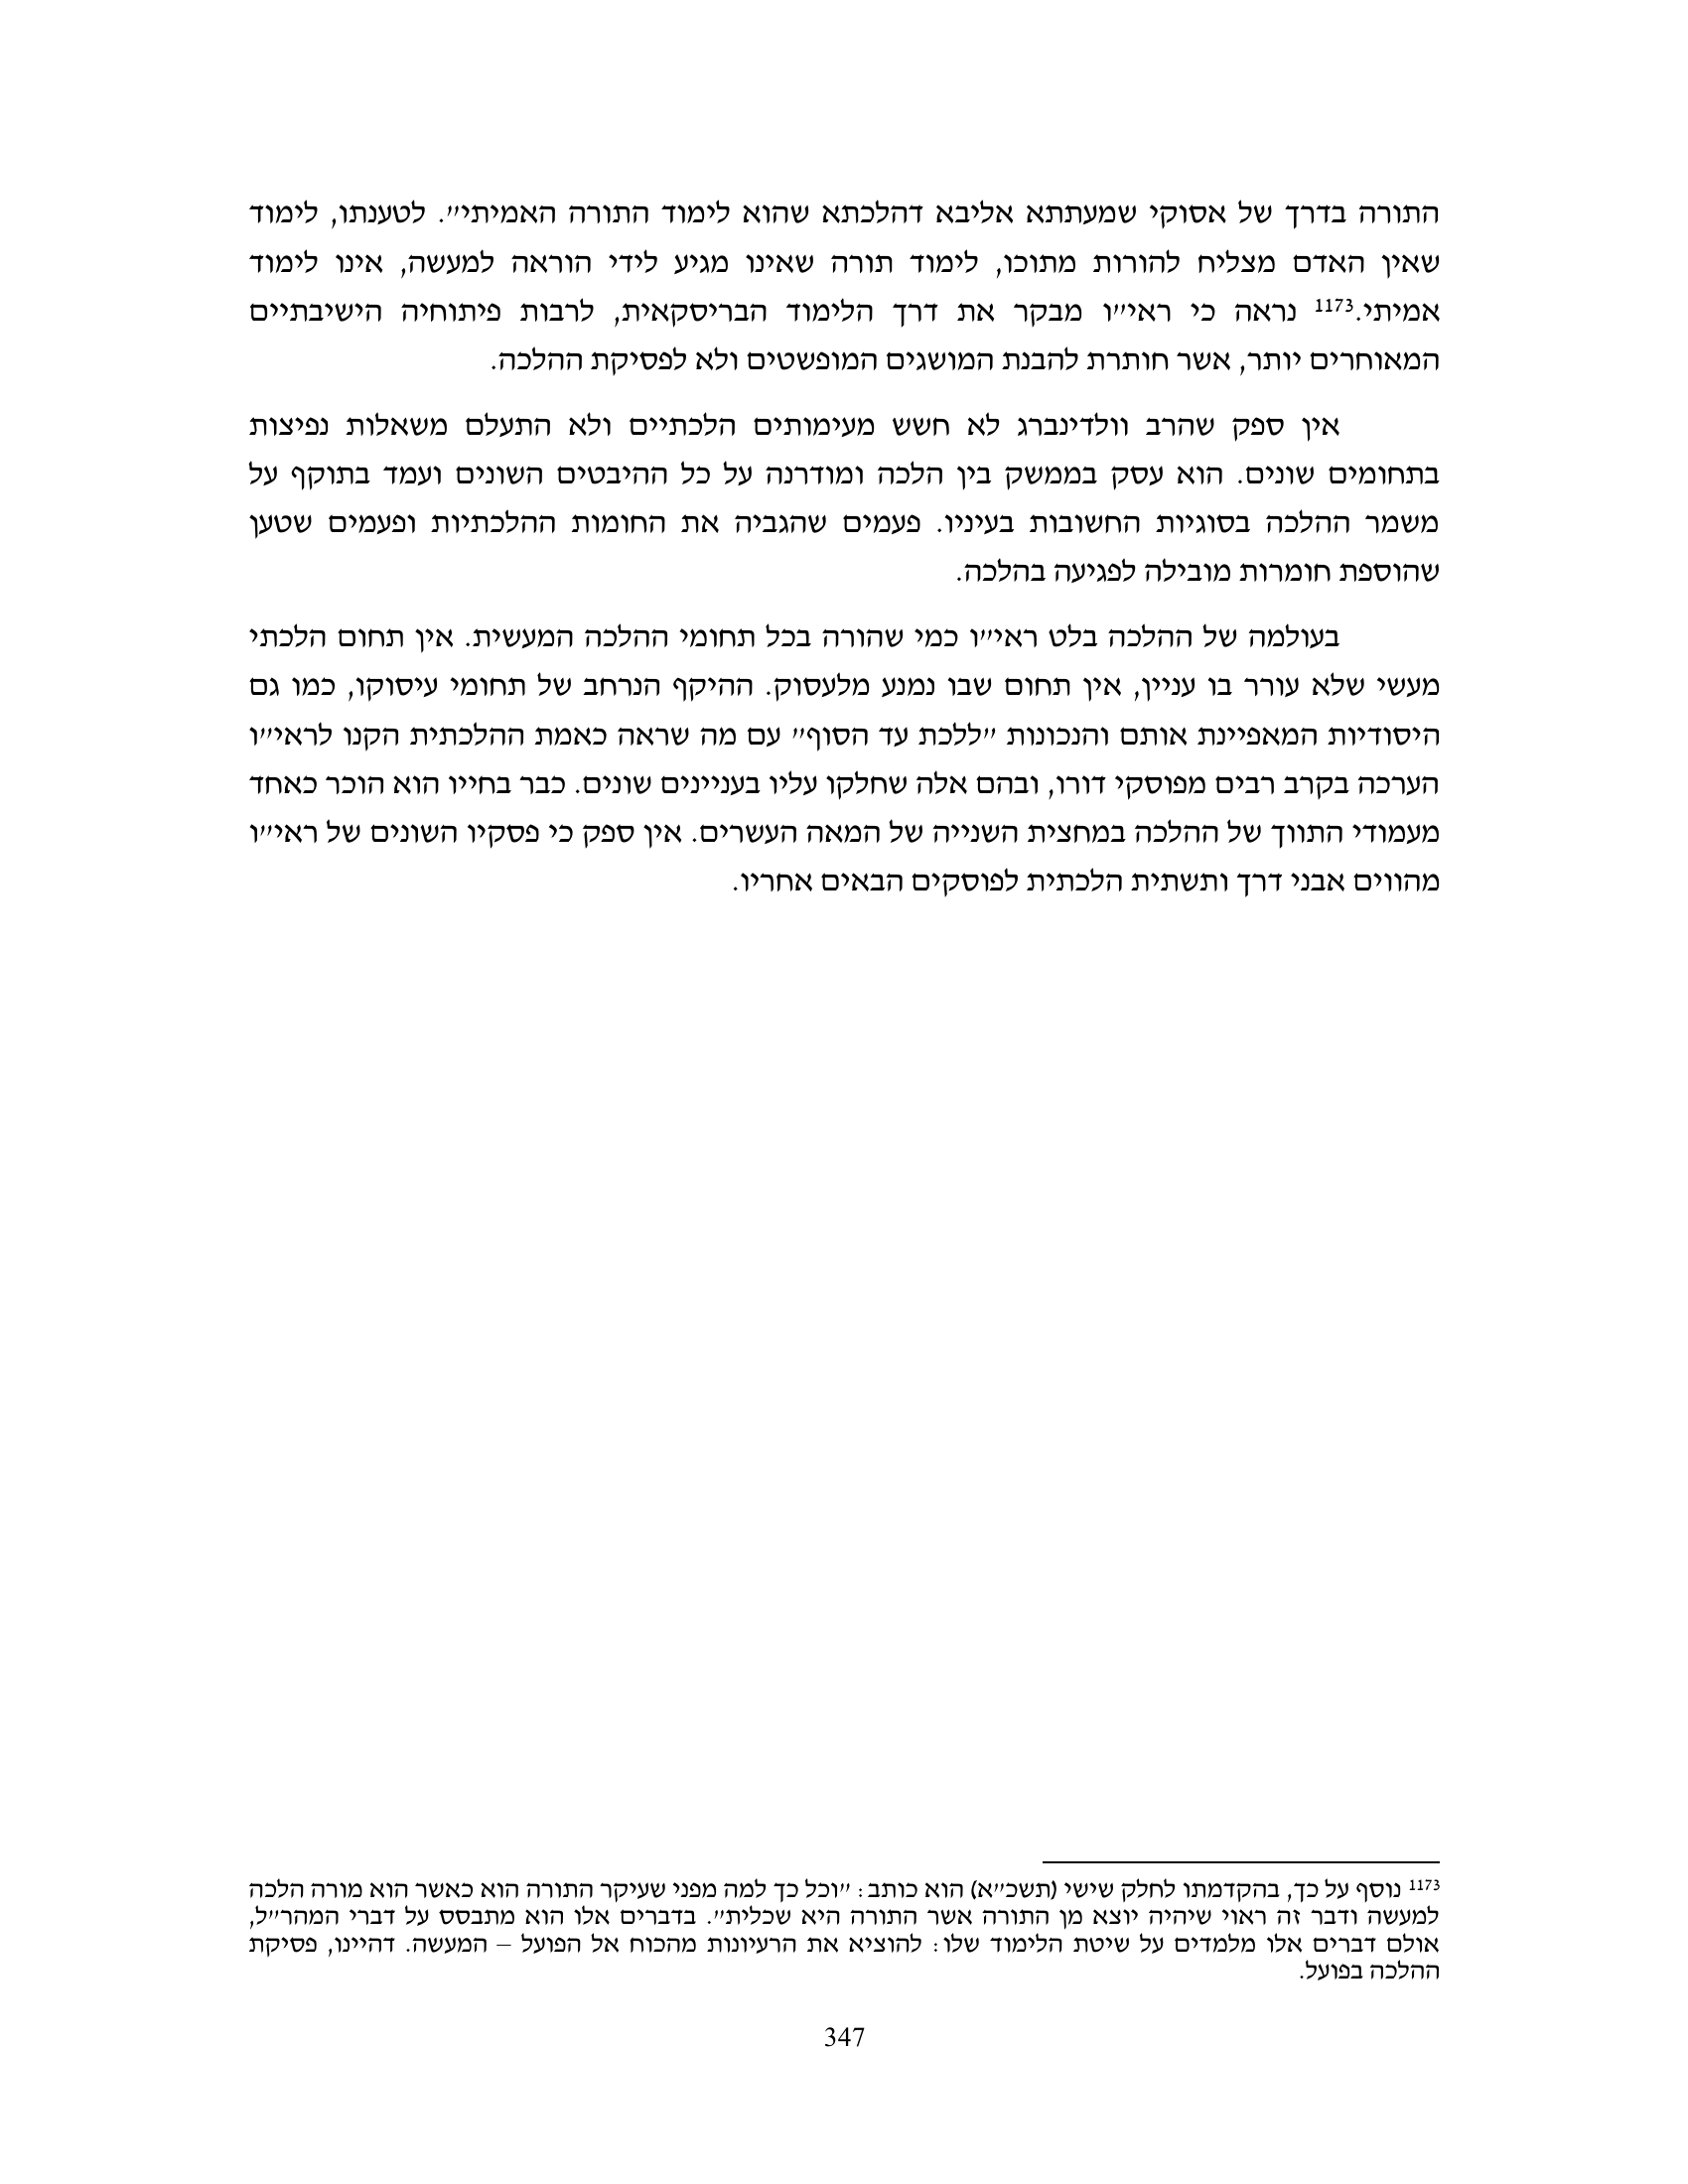 התורה בדרך של אסוקי שמעתתא אליבא דהלכתא שהוא לימוד התורה האמיתי״. לטענתו, לימוד
שאין האדם מצליח להורות מתוכו, לימוד תורה שאינו מגיע לידי הוראה למעשה, אינו לימוד
אמיתי.1173 נראה כי ראי״ו מבקר את דרך הלימוד הבריסקאית, לרבות פיתוחיה הישיבתיים
המאוחרים יותר, אשר חותרת להבנת המושגים המופשטים ולא לפסיקת ההלכה.
אין ספק שהרב וולדינברג לא חשש מעימותים הלכתיים ולא התעלם משאלות נפיצות
בתחומים שונים. הוא עסק בממשק בין הלכה ומודרנה על כל ההיבטים השונים ועמד בתוקף על
משמר ההלכה בסוגיות החשובות בעיניו. פעמים שהגביה את החומות ההלכתיות ופעמים שטען
שהוספת חומרות מובילה לפגיעה בהלכה.
בעולמה של ההלכה בלט ראי״ו כמי שהורה בכל תחומי ההלכה המעשית. אין תחום הלכתי
מעשי שלא עורר בו עניין, אין תחום שבו נמנע מלעסוק. ההיקף הנרחב של תחומי עיסוקו, כמו גם
היסודיות המאפיינת אותם והנכונות ״ללכת עד הסוף״ עם מה שראה כאמת ההלכתית הקנו לראי״ו
הערכה בקרב רבים מפוסקי דורו, ובהם אלה שחלקו עליו בעניינים שונים. כבר בחייו הוא הוכר כאחד
מעמודי התווך של ההלכה במחצית השנייה של המאה העשרים. אין ספק כי פסקיו השונים של ראי״ו
מהווים אבני דרך ותשתית הלכתית לפוסקים הבאים אחריו.
1173 נוסף על כך, בהקדמתו לחלק שישי (תשכ״א) הוא כותב: ״וכל כך למה מפני שעיקר התורה הוא כאשר הוא מורה הלכה
למעשה ודבר זה ראוי שיהיה יוצא מן התורה אשר התורה היא שכלית״. בדברים אלו הוא מתבסס על דברי המהר״ל,
אולם דברים אלו מלמדים על שיטת הלימוד שלו: להוציא את הרעיונות מהכוח אל הפועל – המעשה. דהיינו, פסיקת
ההלכה בפועל.
347